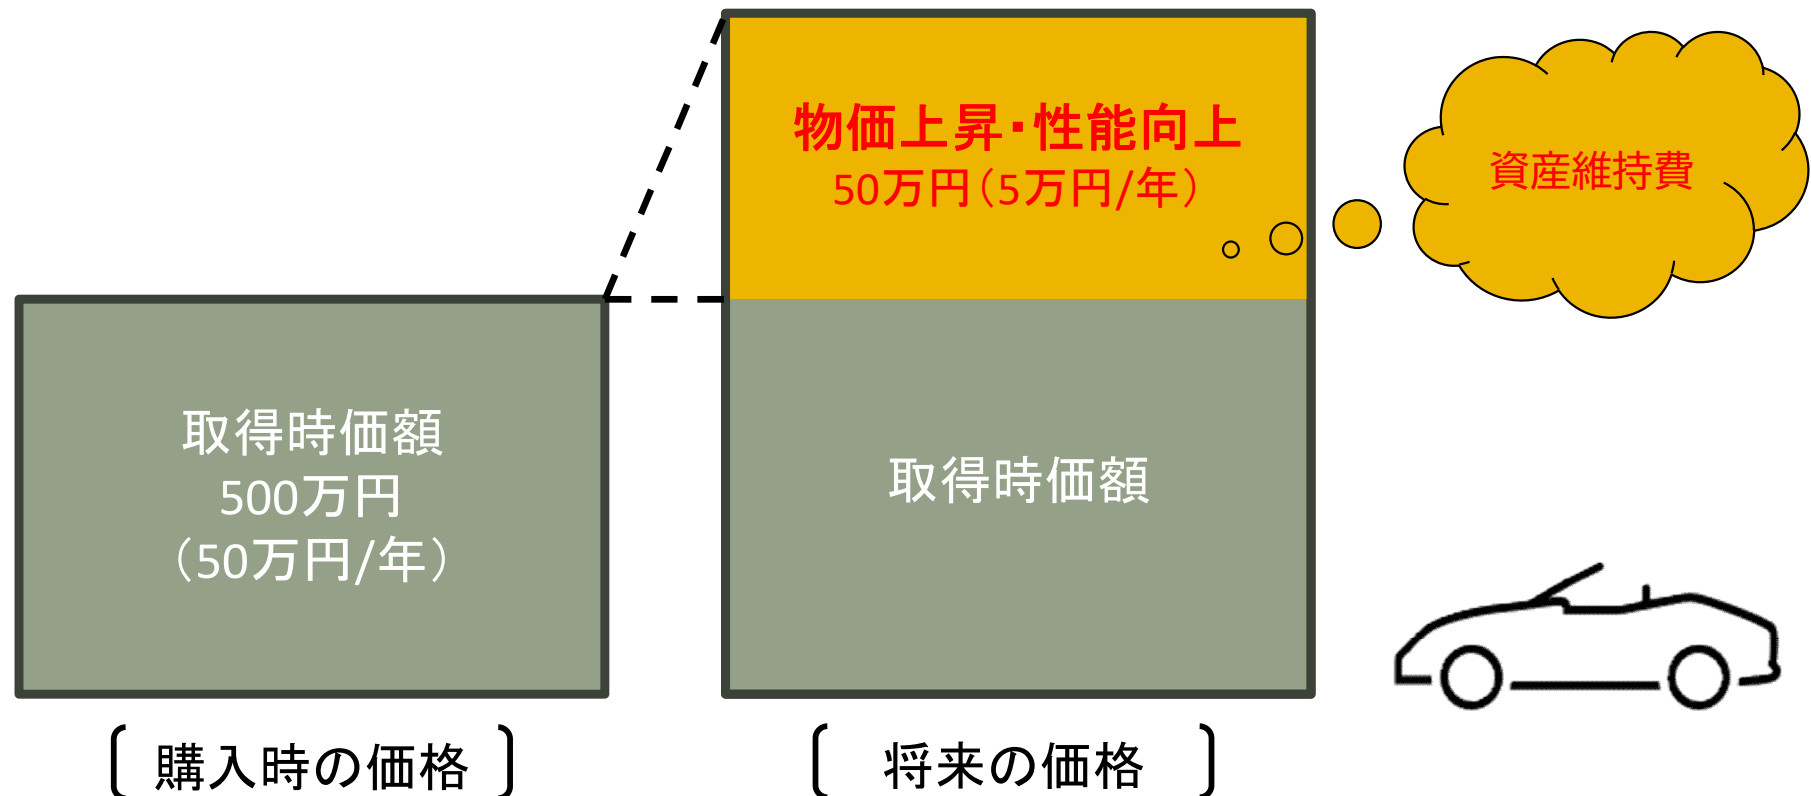 取得時価額
500万円
（50万円/年）
購入時の価格
物価上昇・性能向上
50万円（5万円/年）
取得時価額
将来の価格
資産維持費